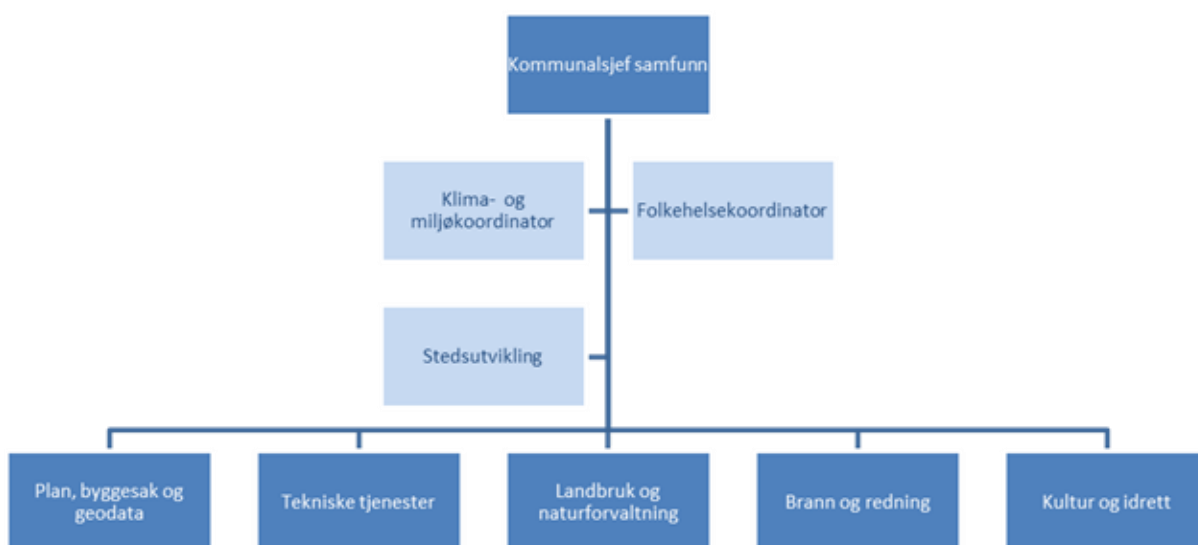 Kommunalsjef samfunn
Klima- og
miljøkoordinator
Folkehelsekoordinator
Stedsutvikling
Plan, byggesak og
geodata
Tekniske tjenester
Landbruk og
naturforvaltning
Brann og redning
Kultur og idrett